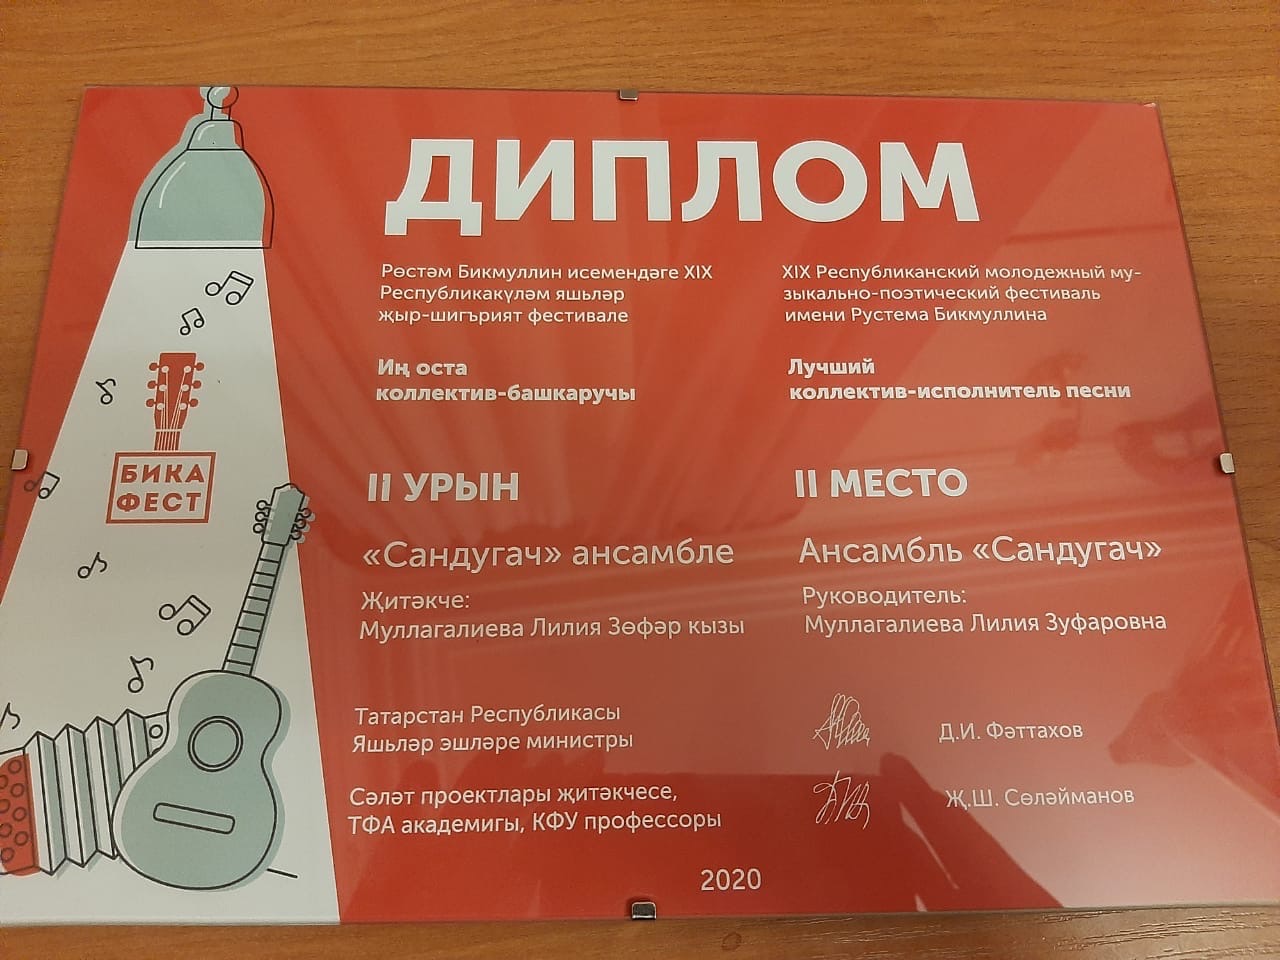 ДИПЛОМ
Рөстәм Бикмуллин исемендәге XIX
Республикакүләм яшьләр
җыр-шигърият фестивале
XIX Республиканский молодежный му-
зыкально-поэтический фестиваль
имени Рустема Бикмуллина
Иң оста
коллектив-башкаручы
Лучший
коллектив-исполнитель песни
БИКА
ФЕСТ
II УРЫН
II МЕСТО
«Сандугач» ансамбле
Җитәкче:
Муллагалиева Лилия Зөфәр кызы
Ансамбль «Сандугач»
Руководитель:
Муллагалиева Лилия Зуфаровна
Татарстан Республикасы
Яшьләр эшләре министры
Д.И. Фәттахов
Сәләт проектлары җитәкчесе,
ТФА академигы, КФУ профессоры
Җ.Ш. Сөләйманов
2020